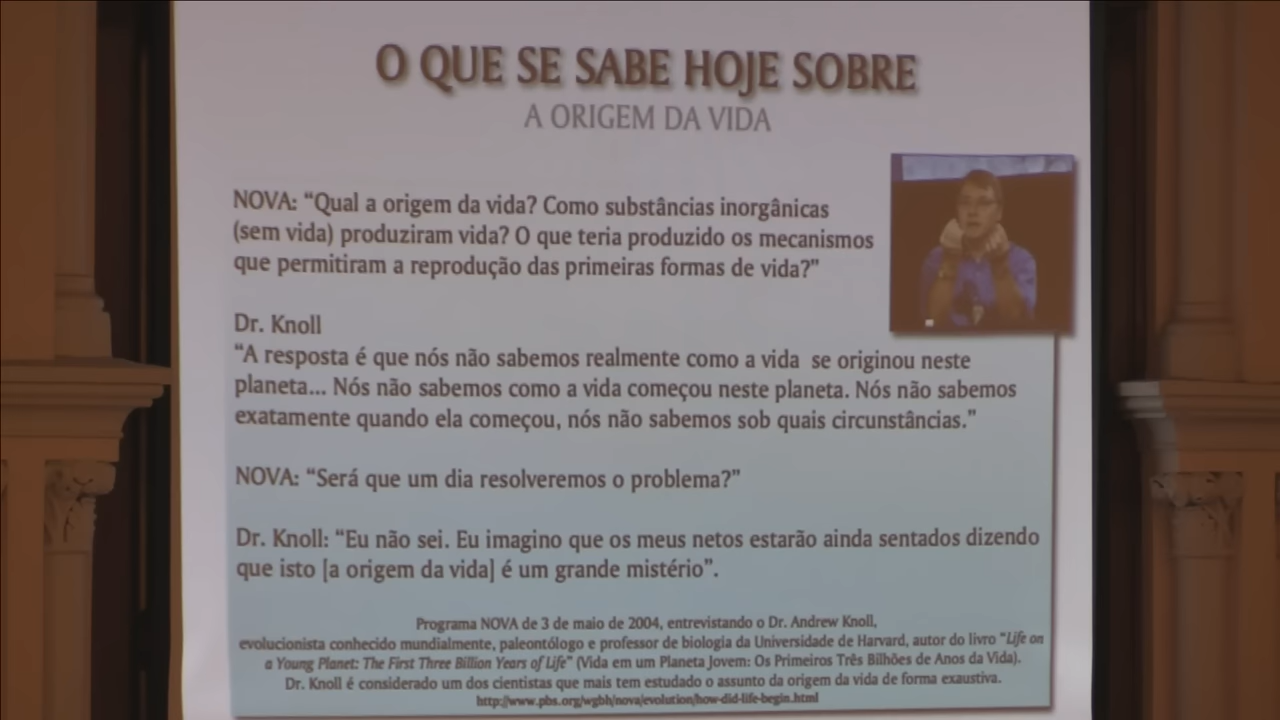 O QUE SE SABE HOJE SOBRE
A ORIGEM DA VIDA
NOVA: “Qual a origem da vida? Como substâncias inorgânicas
(sem vida) produziram vida? O que teria produzido os mecanismos
que permitiram a reprodução das primeiras formas de vida?”
Dr. Knoll
“A resposta é que nós não sabemos realmente como a vida se originou neste
planeta... Nós não sabemos como a vida começou neste planeta. Nós não sabemos
exatamente quando ela começou, nós não sabemos sob quais circunstâncias.”
NOVA: “Será que um dia resolveremos o problema?”
Dr. Knoll: “Eu não sei. Eu imagino que os meus netos estarão ainda sentados dizendo
que isto [a origem da vida] é um grande mistério”.
Programa NOVA de 3 de maio de 2004, entrevistando o Dr. Andrew Knoll,
evolucionista conhecido mundialmente, paleontólogo e professor de biologia da Universidade de Harvard, autor do livro “Life on
a Young Planet: The First Three Billion Years of Life” (Vida em um Planeta Jovem: Os Primeiros Três Bilhões de Anos da Vida).
Dr. Knoll é considerado um dos cientistas que mais tem estudado o assunto da origem da vida de forma exaustiva.
http://www.pbs.org/wgbh/nova/evolution/how-did-life-begin.html